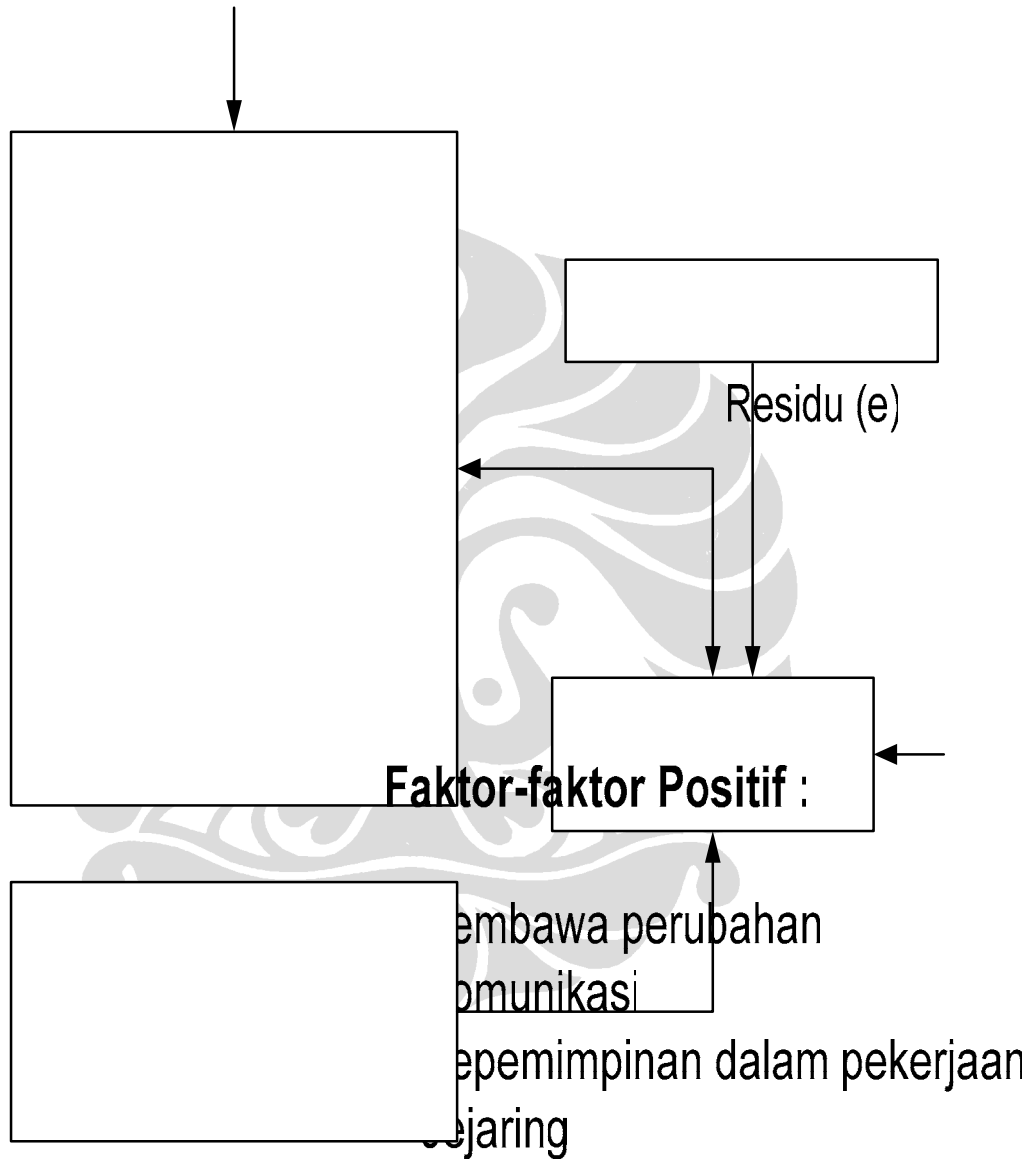 Residu (e)
Faktor-faktor Positif :
embawa perubahan
omunikasi
epemimpinan dalam pekerjaan
ejaring